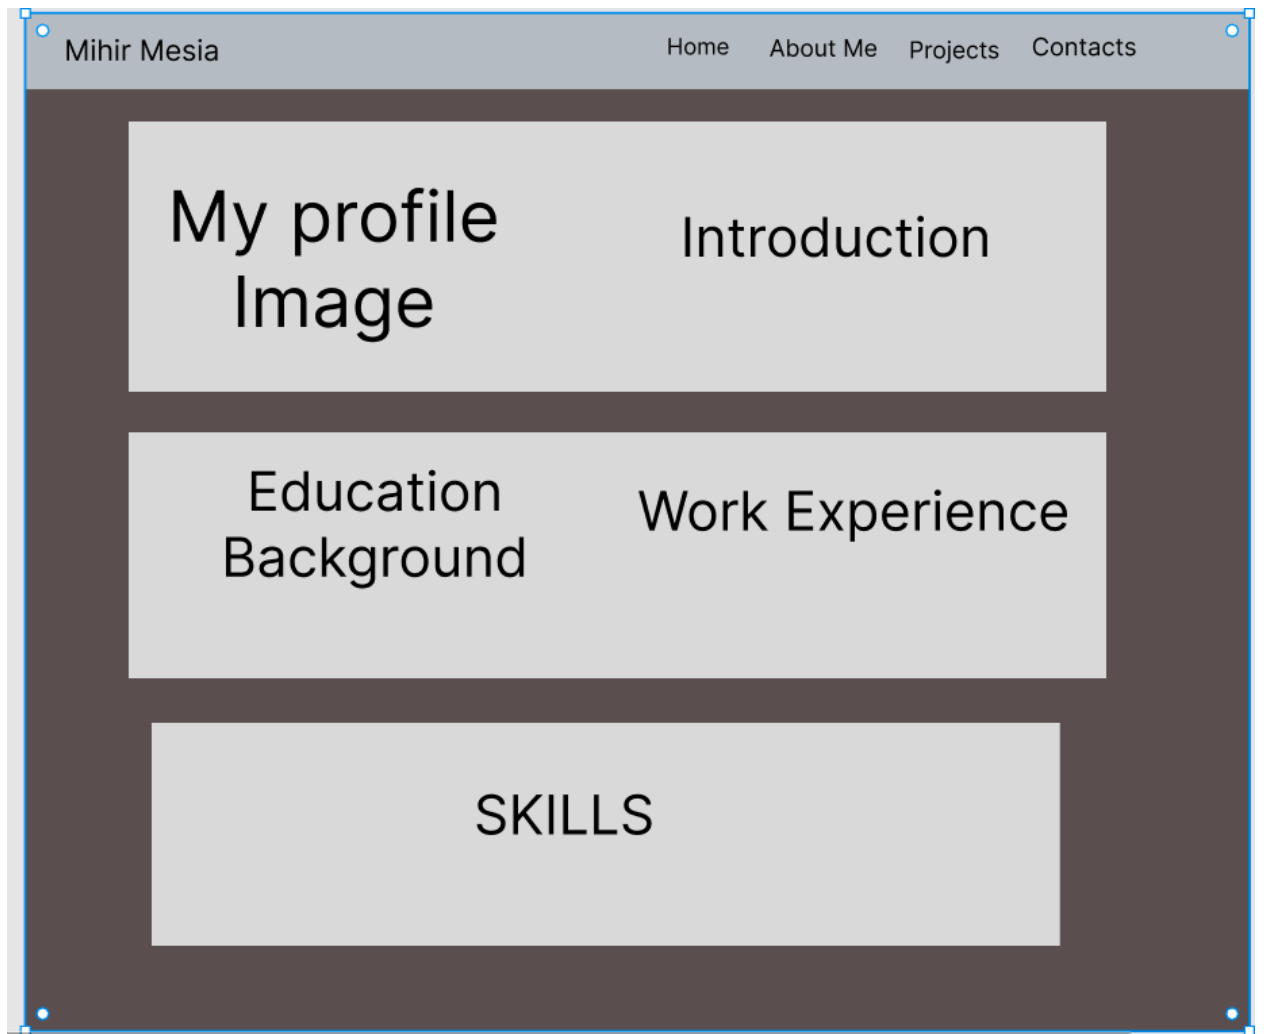 Mihir Mesia
Home
About Me
Projects
Contacts
My profile
Image
Introduction
Education
Background
Work Experience
SKILLS